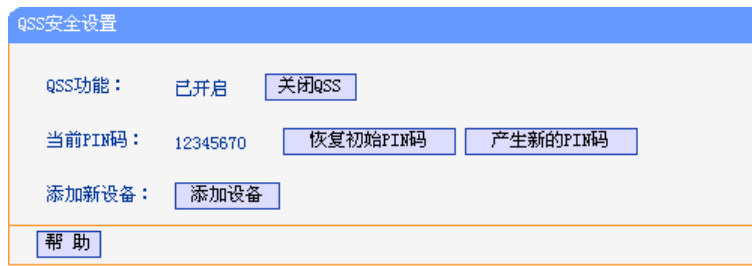 QSS安全设置
QSS功能： 已开启 关闭QSS
当前PIN码： 12345670 恢复初始PIN码 产生新的PIN码
添加新设备： 添加设备
帮 助